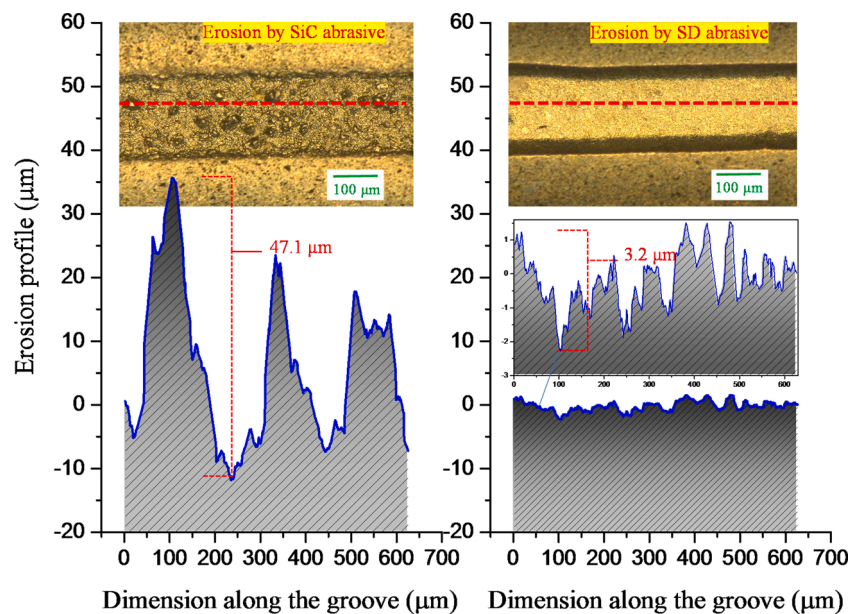 Erosion by SiC abrasive
Erosion by SD abrasive
100 μm
100 μm
47.1 μm
3.2 μm
Erosion profile (μm)
60
50
40
30
20
10
0
-10
-20
0 100 200 300 400 500 600 700
Dimension along the groove (μm)
60
50
40
30
20
10
0
-10
-20
0 100 200 300 400 500 600 700
Dimension along the groove (μm)
1
0
-1
-2
-3
0 100 200 300 400 500 600